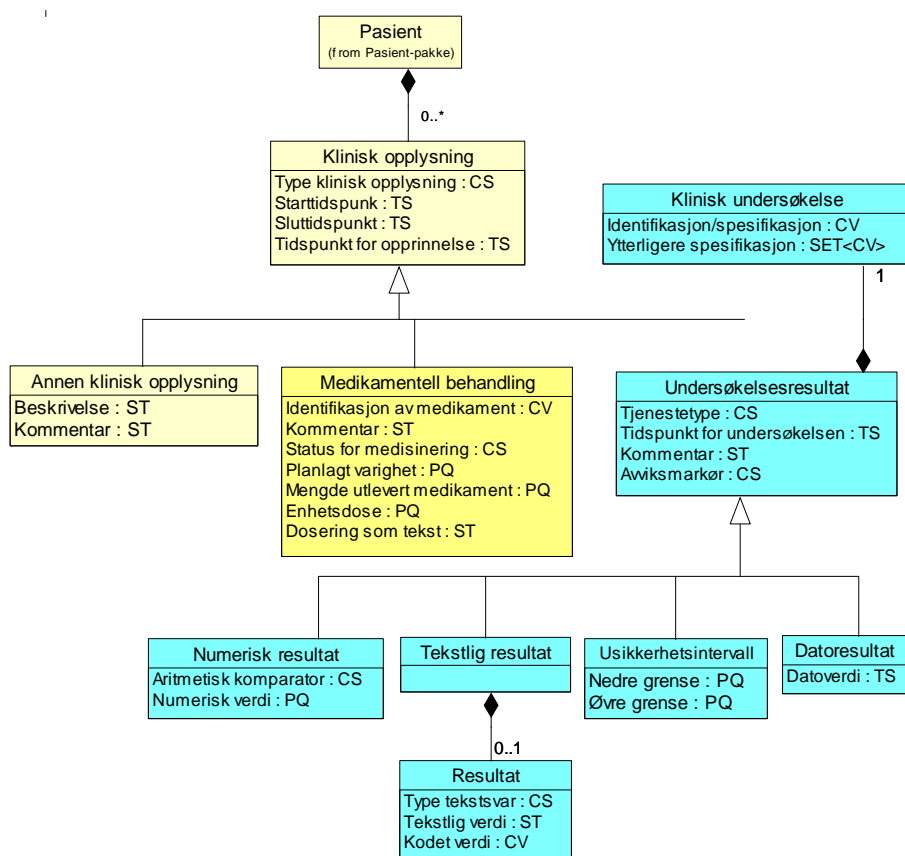 Pasient
(from Pasient-pakke)
0..*
Klinisk opplysning
Type klinisk opplysning : CS
Starttidspunk : TS
Sluttidspunkt : TS
Tidspunkt for opprinnelse : TS
Klinisk undersøkelse
Identifikasjon/spesifikasjon : CV
Ytterligere spesifikasjon : SET<CV>
1
Annen klinisk opplysning
Beskrivelse : ST
Kommentar : ST
Medikamentell behandling
Identifikasjon av medikament : CV
Kommentar : ST
Status for medisinering : CS
Planlagt varighet : PQ
Mengde utlevert medikament : PQ
Enhetsdose : PQ
Dosering som tekst : ST
Undersøkelsesresultat
Tjenestetype : CS
Tidspunkt for undersøkelsen : TS
Kommentar : ST
Avviksmarkør : CS
Numerisk resultat
Aritmetisk komparator : CS
Numerisk verdi : PQ
Tekstlig resultat
Usikkerhetsintervall
Nedre grense : PQ
Øvre grense : PQ
Datoresultat
Datoverdi : TS
0..1
Resultat
Type tekstsvar : CS
Tekstlig verdi : ST
Kodet verdi : CV